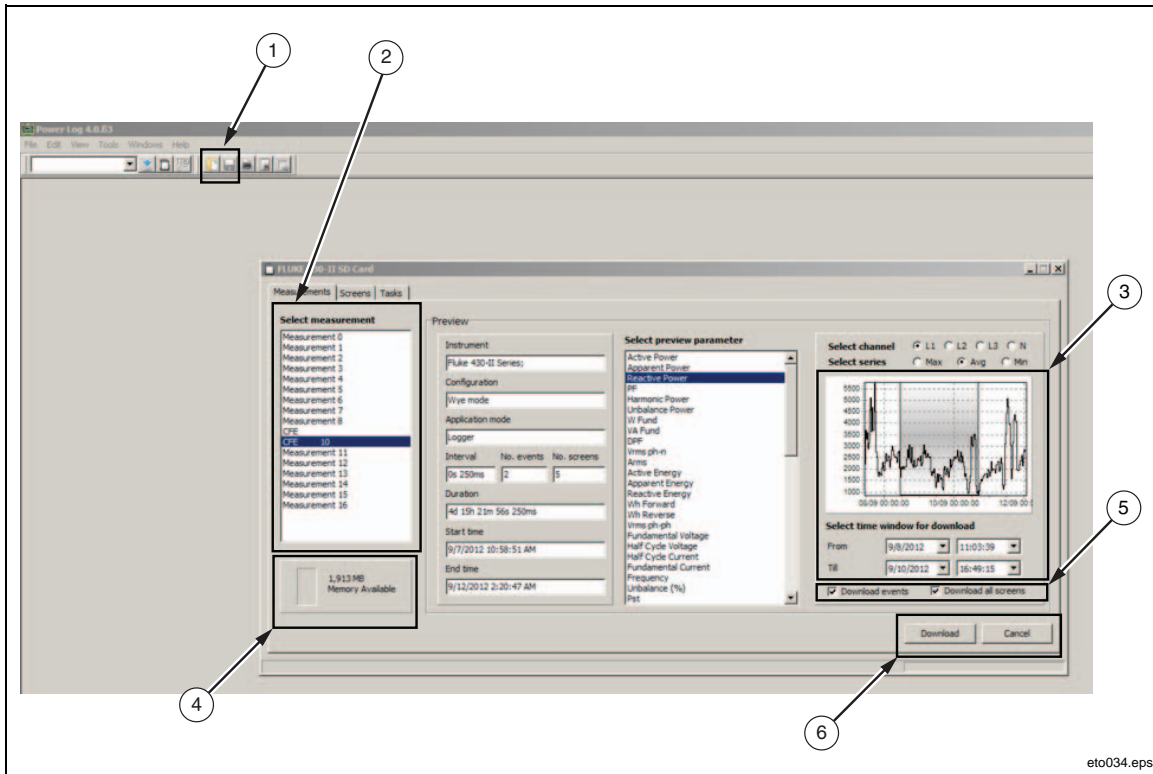 1
2
Power Log 4.0.63
File Edit View Tools Windows Help
FLUKE 430-II SD Card
Measurements Screens Tasks
Select measurement
Measurement 0
Measurement 1
Measurement 2
Measurement 3
Measurement 4
Measurement 5
Measurement 6
Measurement 7
Measurement 8
CFE
CFE 10
Measurement 11
Measurement 12
Measurement 13
Measurement 14
Measurement 15
Measurement 16
1,913 MB
Memory Available
Preview
Instrument
Fluke 430-II Series;
Configuration
Wye mode
Application mode
Logger
Interval No. events No. screens
0s 250ms 2 5
Duration
4d 15h 21m 56s 250ms
Start time
9/7/2012 10:58:51 AM
End time
9/12/2012 2:20:47 AM
Select preview parameter
Active Power
Apparent Power
Reactive Power
PF
Harmonic Power
Unbalance Power
W Fund
VA Fund
DPF
Vrms ph-n
Arms
Active Energy
Apparent Energy
Reactive Energy
Wh Forward
Wh Reverse
Vrms ph-ph
Fundamental Voltage
Half Cycle Voltage
Half Cycle Current
Fundamental Current
Frequency
Unbalance (%)
Pst
Select channel L1 L2 L3 N
Select series Max Avg Min
5500
5000
4500
4000
3500
3000
2500
2000
1500
1000
08/09 00:00:00 10/09 00:00:00 12/09 00:
Select time window for download
From 9/8/2012 11:03:39
Till 9/10/2012 16:49:15
Download events Download all screens
Download Cancel
3
5
4
6
eto034.eps